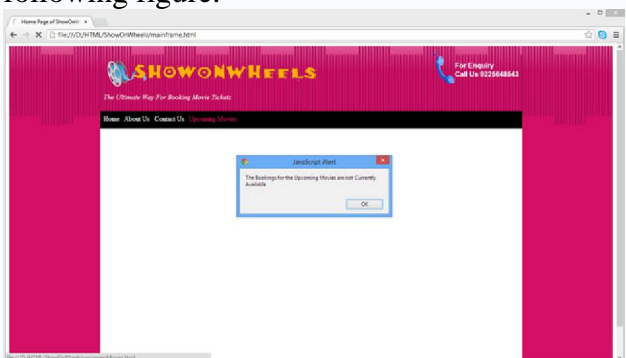 following figure.
Home Page of ShowOnW
file:///D:/HTML/ShowOnWheels/mainframe.html
SHOWONWHEELS
The Ultimate Way For Booking Movie Tickets
For Enquiry
Call Us 9225648643
Home About Us Contact Us Upcoming Movies
JavaScript Alert
The Bookings for the Upcoming Movies are not Currently
Available
OK